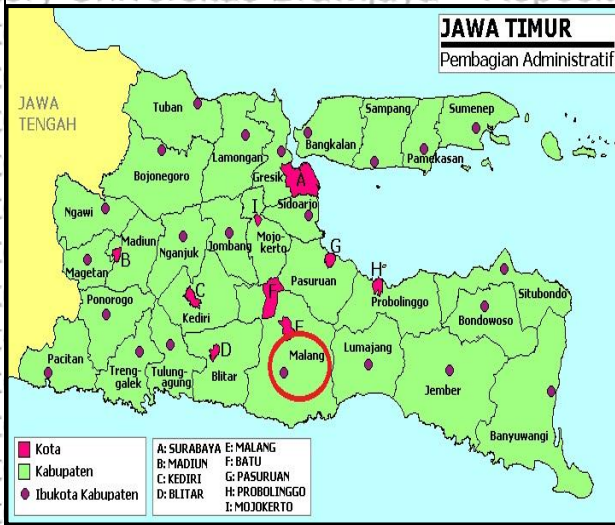 JAWA TIMUR
Pembagian Administratif
JAWA
TENGAH
Tuban
Lamongan
Gresik
Bangkalan
Sampang
Pamekasan
Sumenep
Bojonegoro
A
Sidoarjo
Ngawi
Madiun
B
Magetan
Nganjuk
Jombang
I
Mojo-
kerto
G
H
Ponorogo
C
Kediri
F
Pasuruan
Probolinggo
Situbondo
Bondowoso
Pacitan
Treng-
galek
Tulung-
agung
D
Blitar
E
Malang
Lumajang
Jember
Banyuwangi
Kota
Kabupaten
Ibukota Kabupaten
A: SURABAYA
B: MADIUN
C: KEDIRI
D: BLITAR
E: MALANG
F: BATU
G: PASURUAN
H: PROBOLINGGO
I: MOJOKERTO